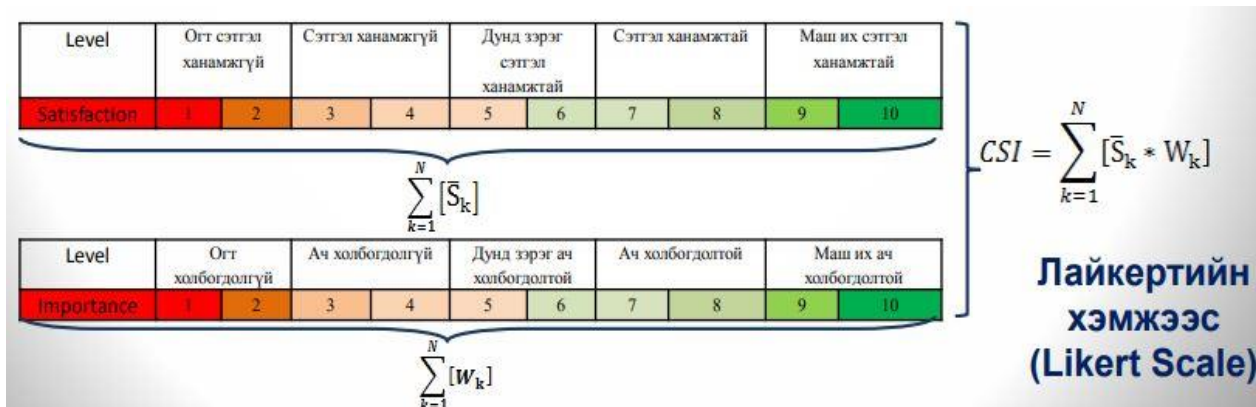 Level Огт сэтгэл ханамжгүй Сэтгэл ханамжгүй Дунд зэрэг сэтгэл ханамжтай Сэтгэл ханамжтай Маш их сэтгэл ханамжтай
Satisfaction 1 2 3 4 5 6 7 8 9 10
N
∑ [S̄k]
k=1
CSI = ∑ [S̄k * Wk]
N
k=1
Level Огт холбогдолгүй Ач холбогдолгүй Дунд зэрэг ач холбогдолтой Ач холбогдолтой Маш их ач холбогдолтой
Importance 1 2 3 4 5 6 7 8 9 10
N
∑ [Wk]
k=1
Лайкертийн
хэмжээс
(Likert Scale)